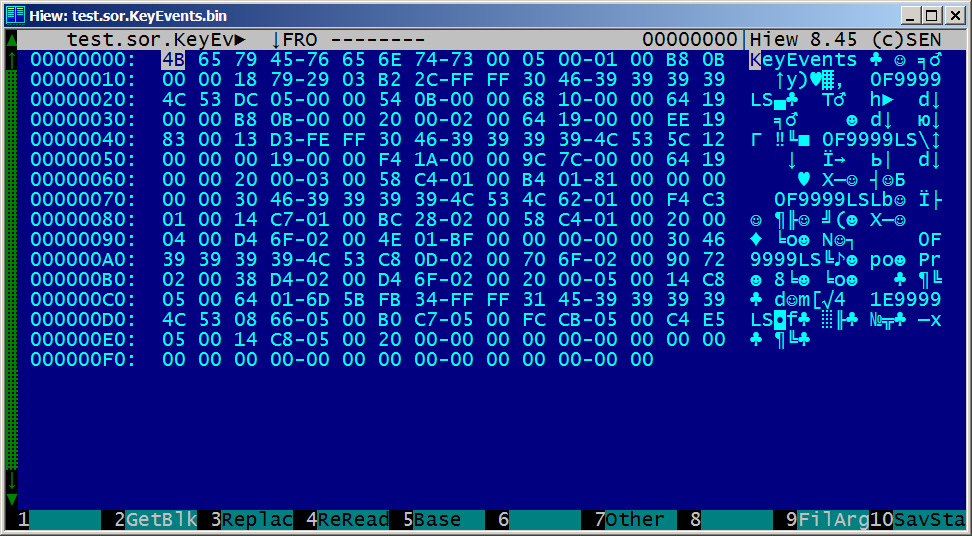 Hiew: test.sor.KeyEvents.bin
test.sor.KeyEv► ↓FRO -------- 00000000│Hiew 8.45 (c)SEN
00000000: 4B 65 79 45-76 65 6E 74-73 00 05 00-01 00 B8 0B KeyEvents ♣ ☺ ╕♂
00000010: 00 00 18 79-29 03 B2 2C-FF FF 30 46-39 39 39 39 ↑y)♥▓, 0F9999
00000020: 4C 53 DC 05-00 00 54 0B-00 00 68 10-00 00 64 19 LS▄♣ T♂ h► d↓
00000030: 00 00 B8 0B-00 00 20 00-02 00 64 19-00 00 EE 19 ╕♂ ☻ d↓ ю↓
00000040: 83 00 13 D3-FE FF 30 46-39 39 39 39-4C 53 5C 12 Г ‼╙■ 0F9999LS\↕
00000050: 00 00 00 19-00 00 F4 1A-00 00 9C 7C-00 00 64 19 ↓ Ї→ Ь| d↓
00000060: 00 00 20 00-03 00 58 C4-01 00 B4 01-81 00 00 00 ♥ X─☺ ┤☺Б
00000070: 00 00 30 46-39 39 39 39-4C 53 4C 62-01 00 F4 C3 0F9999LSLb☺ Ї├
00000080: 01 00 14 C7-01 00 BC 28-02 00 58 C4-01 00 20 00 ☺ ¶╟☺ ╝(☻ X─☺
00000090: 04 00 D4 6F-02 00 4E 01-BF 00 00 00-00 00 30 46 ♦ ╘o☻ N☺┐ 0F
000000A0: 39 39 39 39-4C 53 C8 0D-02 00 70 6F-02 00 90 72 9999LS╚♪☻ po☻ Рr
000000B0: 02 00 38 D4-02 00 D4 6F-02 00 20 00-05 00 14 C8 ☻ 8╘☻ ╘o☻ ♣ ¶╚
000000C0: 05 00 64 01-6D 5B FB 34-FF FF 31 45-39 39 39 39 ♣ d☺m[√4 1E9999
000000D0: 4C 53 08 66-05 00 B0 C7-05 00 FC CB-05 00 C4 E5 LS◘f♣ ░╟♣ №╦♣ ─х
000000E0: 05 00 14 C8-05 00 20 00-00 00 00 00-00 00 00 00 ♣ ¶╚♣
000000F0: 00 00 00 00-00 00 00 00-00 00 00-00 00 00
1 2GetBlk 3Replac 4ReRead 5Base 6 7Other 8 9FilArg 10SavSta